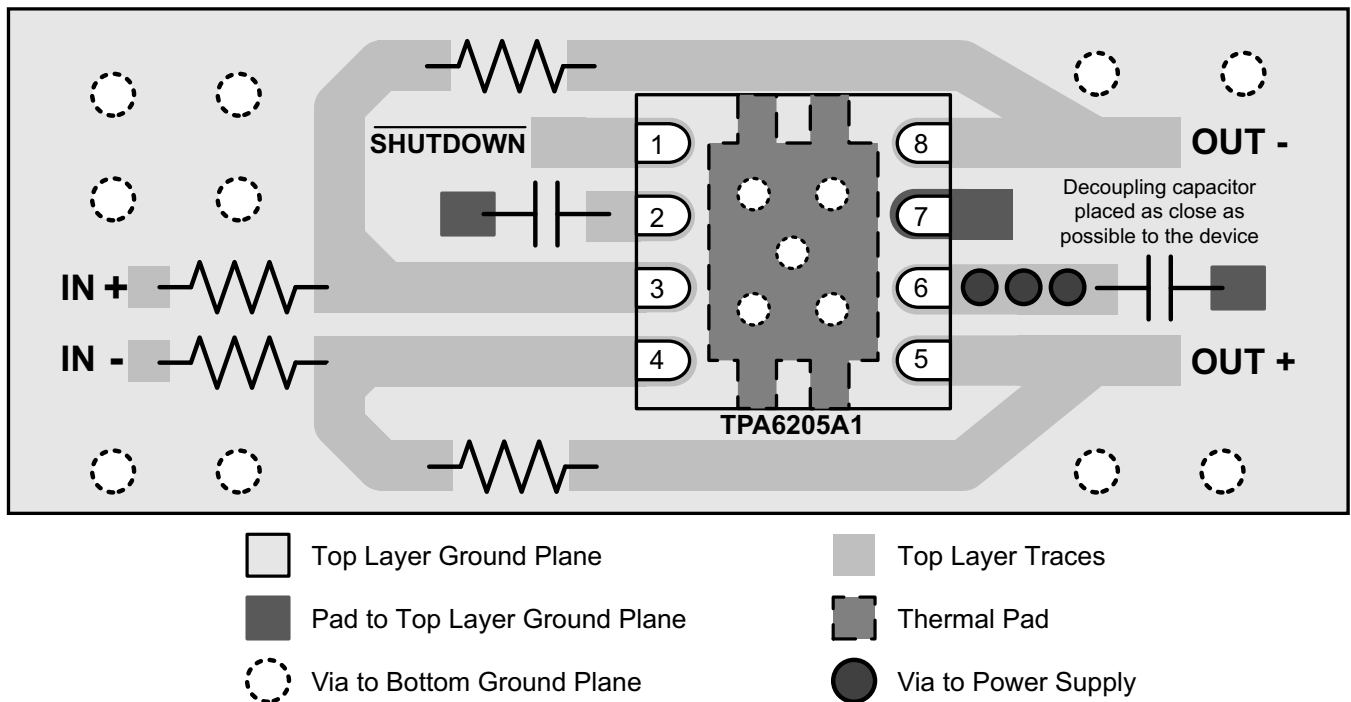 SHUTDOWN
1
8
OUT -
2
7
Decoupling capacitor
placed as close as
possible to the device
IN +
3
6
IN -
4
5
OUT +
TPA6205A1
Top Layer Ground Plane
Top Layer Traces
Pad to Top Layer Ground Plane
Thermal Pad
Via to Bottom Ground Plane
Via to Power Supply